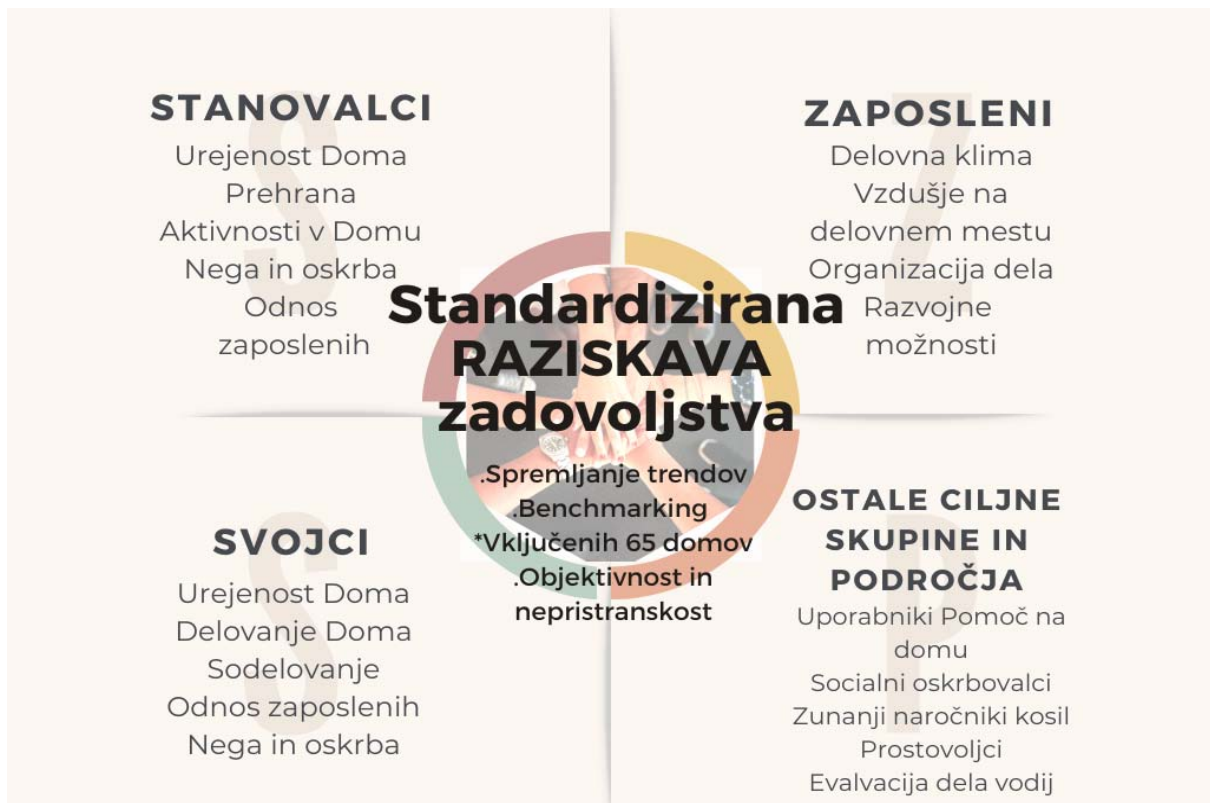 STANOVALCI
Urejenost Doma
Prehrana
Aktivnosti v Domu
Nega in oskrba
Odnos
zaposlenih
ZAPOSLENI
Delovna klima
Vzdušje na
delovnem mestu
Organizacija dela
Razvojne
možnosti
Standardizirana
RAZISKAVA
zadovoljstva
.Spremljanje trendov
.Benchmarking
*Vključenih 65 domov
.Objektivnost in
nepristranskost
SVOJCI
Urejenost Doma
Delovanje Doma
Sodelovanje
Odnos zaposlenih
Nega in oskrba
OSTALE CILJNE
SKUPINE IN
PODROČJA
Uporabniki Pomoč na
domu
Socialni oskrbovalci
Zunanji naročniki kosil
Prostovoljci
Evalvacija dela vodij
S
Z
S
P